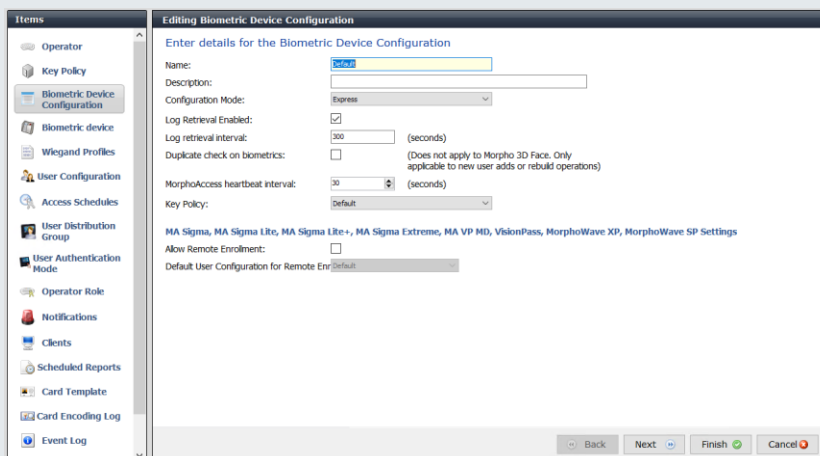 Items
Operator
Key Policy
Biometric Device
Configuration
Biometric device
Wiegand Profiles
User Configuration
Access Schedules
User Distribution
Group
User Authentication
Mode
Operator Role
Notifications
Clients
Scheduled Reports
Card Template
Card Encoding Log
Event Log
Editing Biometric Device Configuration
Enter details for the Biometric Device Configuration
Name: Default
Description:
Configuration Mode: Express
Log Retrieval Enabled:
Log retrieval interval: 300 (seconds)
Duplicate check on biometrics: (Does not apply to Morpho 3D Face. Only
applicable to new user adds or rebuild operations)
MorphoAccess heartbeat interval: 30 (seconds)
Key Policy: Default
MA Sigma, MA Sigma Lite, MA Sigma Lite+, MA Sigma Extreme, MA VP MD, VisionPass, MorphoWave XP, MorphoWave SP Settings
Allow Remote Enrolment:
Default User Configuration for Remote Enr Default
Back Next Finish Cancel